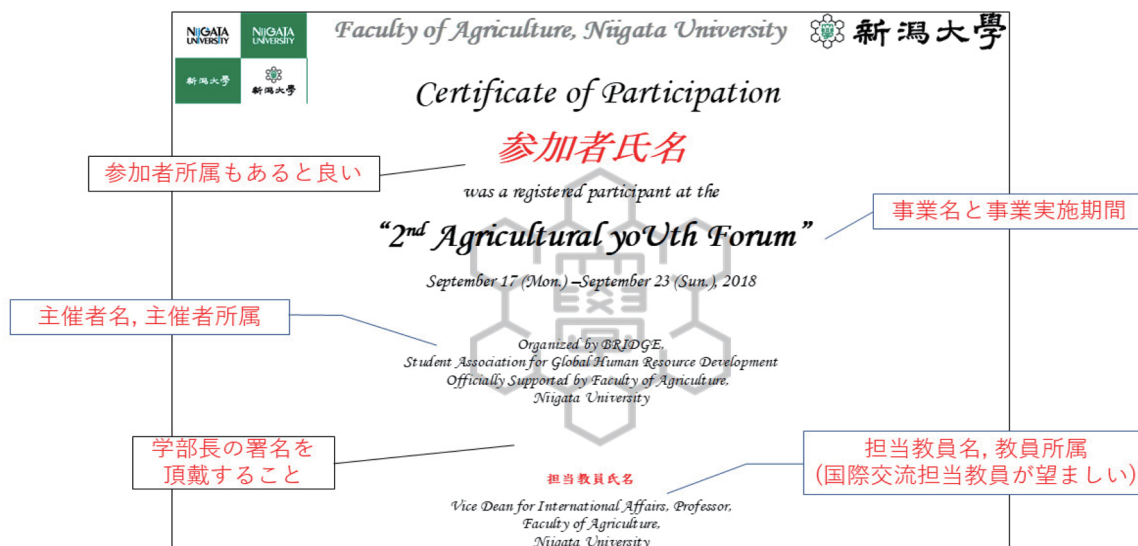 NIIGATA
UNIVERSITY
NIIGATA
UNIVERSITY
新潟大學
新潟大學
Faculty of Agriculture, Niigata University
新潟大學
Certificate of Participation
参加者氏名
参加者所属もあると良い
was a registered participant at the
事業名と事業実施期間
“2nd Agricultural yoUth Forum”
September 17 (Mon.) –September 23 (Sun.), 2018
主催者名, 主催者所属
Organized by BRIDGE,
Student Association for Global Human Resource Development
Officially Supported by Faculty of Agriculture,
Niigata University
学部長の署名を
頂戴すること
担当教員名, 教員所属
(国際交流担当教員が望ましい)
担当教員氏名
Vice Dean for International Affairs, Professor,
Faculty of Agriculture,
Niigata University